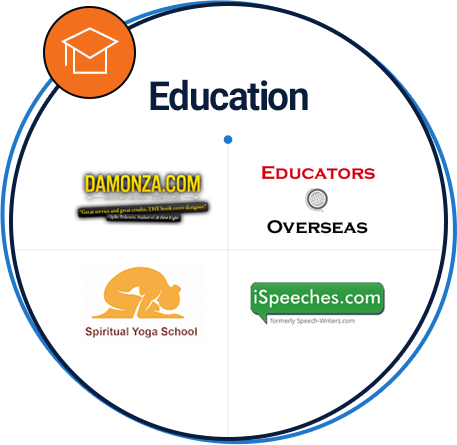 Education
DAMONZA.COM
"Great service and great results. THE book cover designer."
EDUCATORS
OVERSEAS
Spiritual Yoga School
iSpeeches.com
formerly Speech-Writers.com